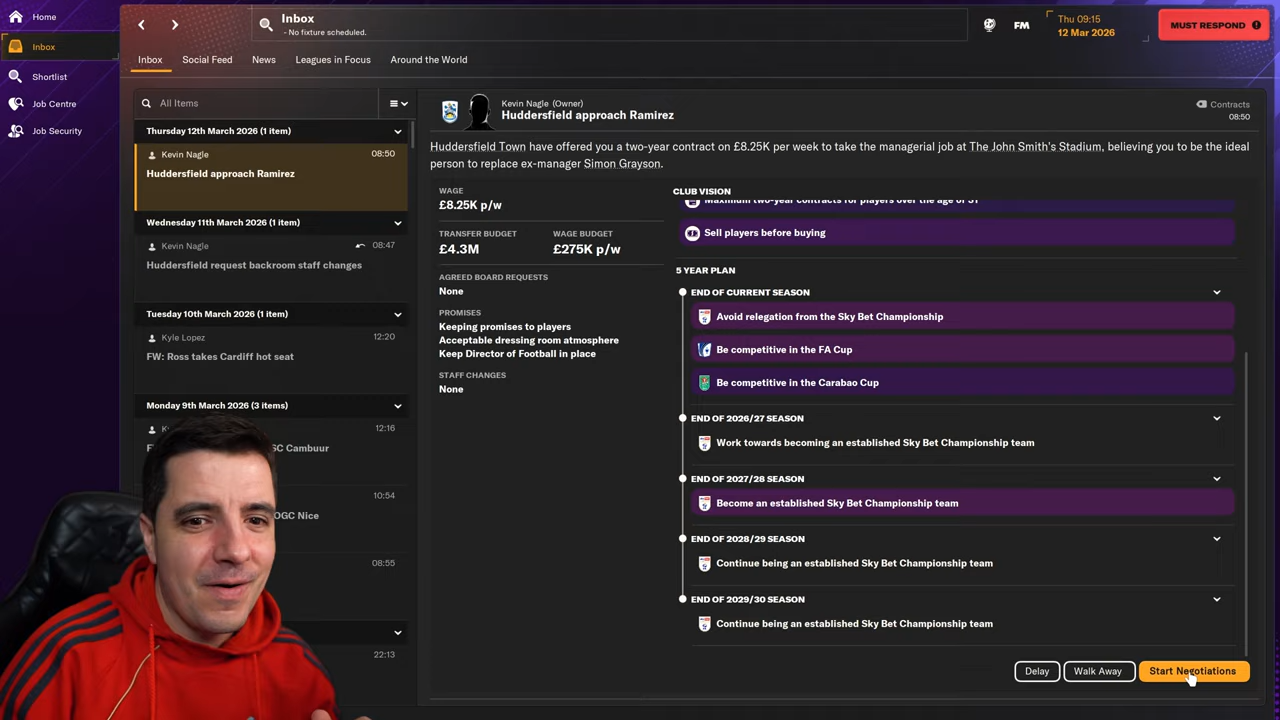 Home
Inbox
Shortlist
Job Centre
Job Security
Inbox
- No fixture scheduled.
FM
Thu 09:15
12 Mar 2026
MUST RESPOND
Inbox
Social Feed
News
Leagues in Focus
Around the World
All Items
Thursday 12th March 2026 (1 item)
Kevin Nagle
08:50
Huddersfield approach Ramirez
Wednesday 11th March 2026 (1 item)
Kevin Nagle
08:47
Huddersfield request backroom staff changes
Tuesday 10th March 2026 (1 item)
Kyle Lopez
12:20
FW: Ross takes Cardiff hot seat
Monday 9th March 2026 (3 items)
12:16
SC Cambuur
10:54
OGC Nice
08:55
22:13
Kevin Nagle (Owner)
Huddersfield approach Ramirez
Contracts
08:50
Huddersfield Town have offered you a two-year contract on £8.25K per week to take the managerial job at The John Smith's Stadium, believing you to be the ideal
person to replace ex-manager Simon Grayson.
WAGE
£8.25K p/w
TRANSFER BUDGET
£4.3M
WAGE BUDGET
£275K p/w
AGREED BOARD REQUESTS
None
PROMISES
Keeping promises to players
Acceptable dressing room atmosphere
Keep Director of Football in place
STAFF CHANGES
None
CLUB VISION
Maximum two-year contracts for players over the age of 31
Sell players before buying
5 YEAR PLAN
END OF CURRENT SEASON
Avoid relegation from the Sky Bet Championship
Be competitive in the FA Cup
Be competitive in the Carabao Cup
END OF 2026/27 SEASON
Work towards becoming an established Sky Bet Championship team
END OF 2027/28 SEASON
Become an established Sky Bet Championship team
END OF 2028/29 SEASON
Continue being an established Sky Bet Championship team
END OF 2029/30 SEASON
Continue being an established Sky Bet Championship team
Delay
Walk Away
Start Negotiations